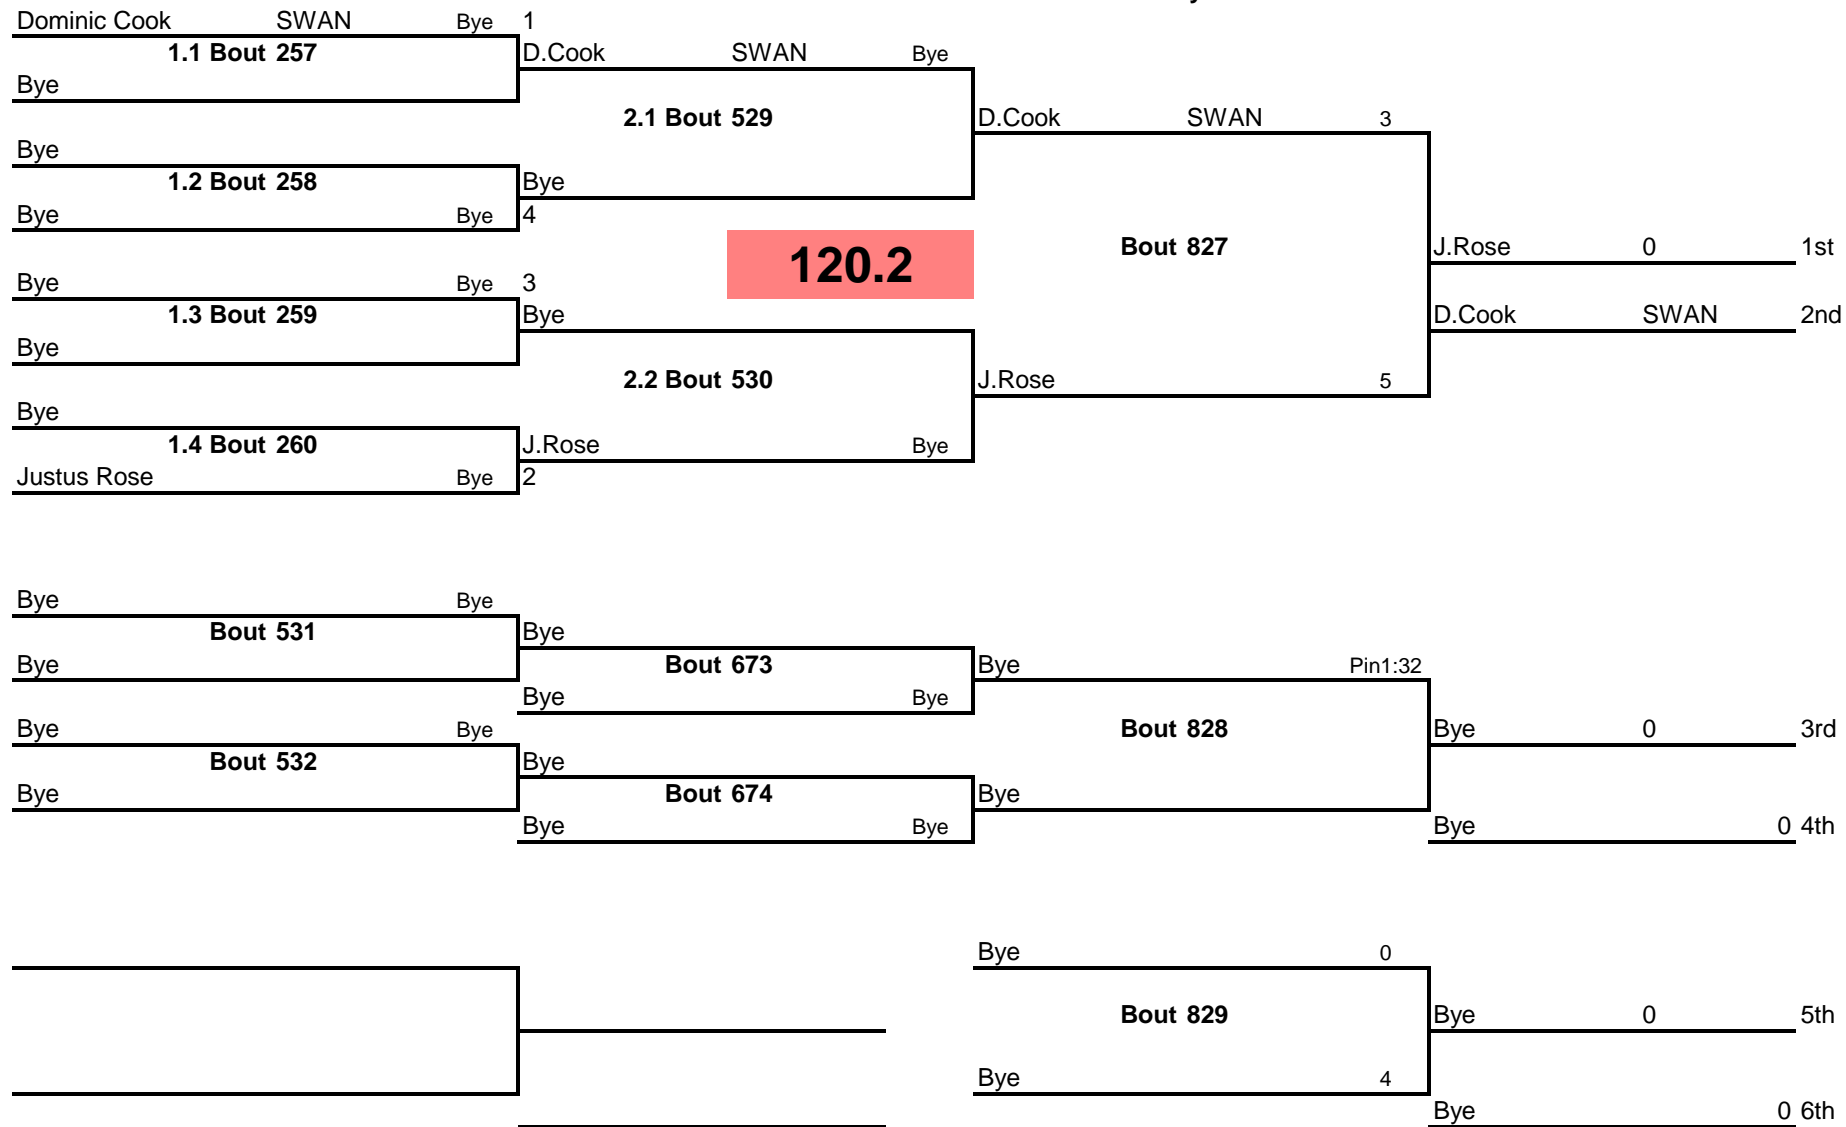 Dominic Cook SWAN Bye 1
1.1 Bout 257 D.Cook SWAN Bye
Bye
2.1 Bout 529 D.Cook SWAN 3
Bye
1.2 Bout 258 Bye
Bye Bye 4
120.2 Bout 827 J.Rose 0 1st
Bye Bye 3
1.3 Bout 259 Bye D.Cook SWAN 2nd
Bye
2.2 Bout 530 J.Rose 5
Bye
1.4 Bout 260 J.Rose Bye
Justus Rose Bye 2
Bye Bye
Bout 531 Bye
Bye Bout 673 Bye Pin1:32
Bye Bye
Bye Bye Bout 828 Bye 0 3rd
Bout 532 Bye
Bye Bout 674 Bye
Bye Bye Bye 0 4th
Bye 0
Bout 829 Bye 0 5th
Bye 4
Bye 0 6th